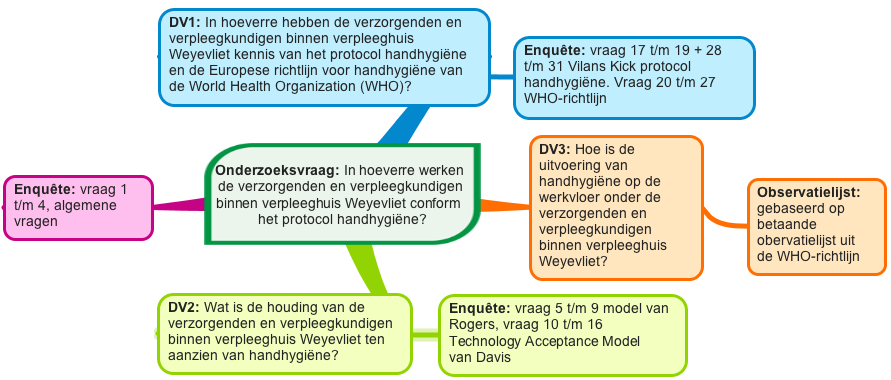 DV1: In hoeverre hebben de verzorgenden en
verpleegkundigen binnen verpleeghuis
Weyevliet kennis van het protocol handhygiëne
en de Europese richtlijn voor handhygiëne van
de World Health Organization (WHO)?
Enquête: vraag 17 t/m 19 + 28
t/m 31 Vilans Kick protocol
handhygiëne. Vraag 20 t/m 27
WHO-richtlijn
Onderzoeksvraag: In hoeverre werken
de verzorgenden en verpleegkundigen
binnen verpleeghuis Weyevliet conform
het protocol handhygiëne?
Enquête: vraag 1
t/m 4, algemene
vragen
DV3: Hoe is de
uitvoering van
handhygiëne op de
werkvloer onder de
verzorgenden en
verpleegkundigen
binnen verpleeghuis
Weyevliet?
Observatielijst:
gebaseerd op
betaande
obervatielijst uit
de WHO-richtlijn
DV2: Wat is de houding van de
verzorgenden en verpleegkundigen
binnen verpleeghuis Weyevliet ten
aanzien van handhygiëne?
Enquête: vraag 5 t/m 9 model van
Rogers, vraag 10 t/m 16
Technology Acceptance Model
van Davis